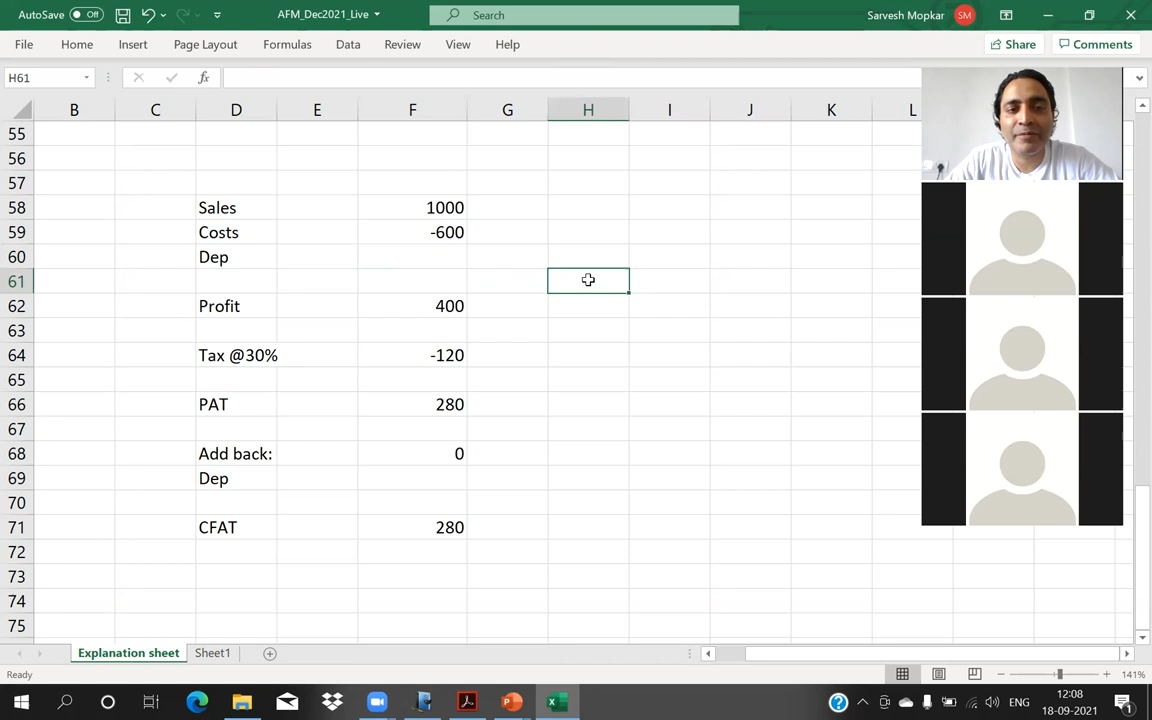 AutoSave Off AFM_Dec2021_Live Search Sarvesh Mopkar SM
File Home Insert Page Layout Formulas Data Review View Help Share Comments
H61 fx
B C D E F G H I J K L
55
56
57
58 Sales 1000
59 Costs -600
60 Dep
61
62 Profit 400
63
64 Tax @30% -120
65
66 PAT 280
67
68 Add back: 0
69 Dep
70
71 CFAT 280
72
73
74
75
Explanation sheet Sheet1
Ready 141%
ENG 12:08
18-09-2021 1